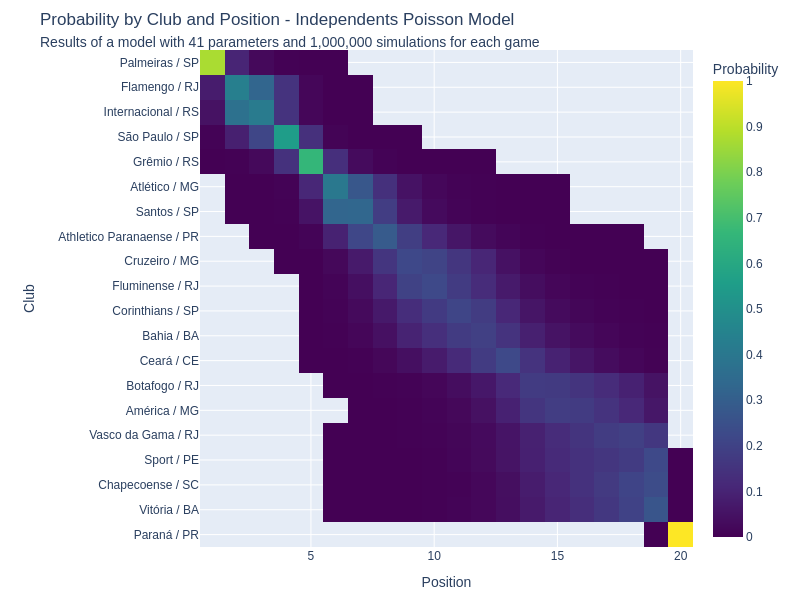 Probability by Club and Position - Independents Poisson Model
Results of a model with 41 parameters and 1,000,000 simulations for each game
Probability
Palmeiras / SP
Flamengo / RJ
Internacional / RS
São Paulo / SP
Grêmio / RS
Atlético / MG
Santos / SP
Athletico Paranaense / PR
Cruzeiro / MG
Fluminense / RJ
Corinthians / SP
Bahia / BA
Ceará / CE
Botafogo / RJ
América / MG
Vasco da Gama / RJ
Sport / PE
Chapecoense / SC
Vitória / BA
Paraná / PR
Club
5 10 15 20
Position
1
0.9
0.8
0.7
0.6
0.5
0.4
0.3
0.2
0.1
0